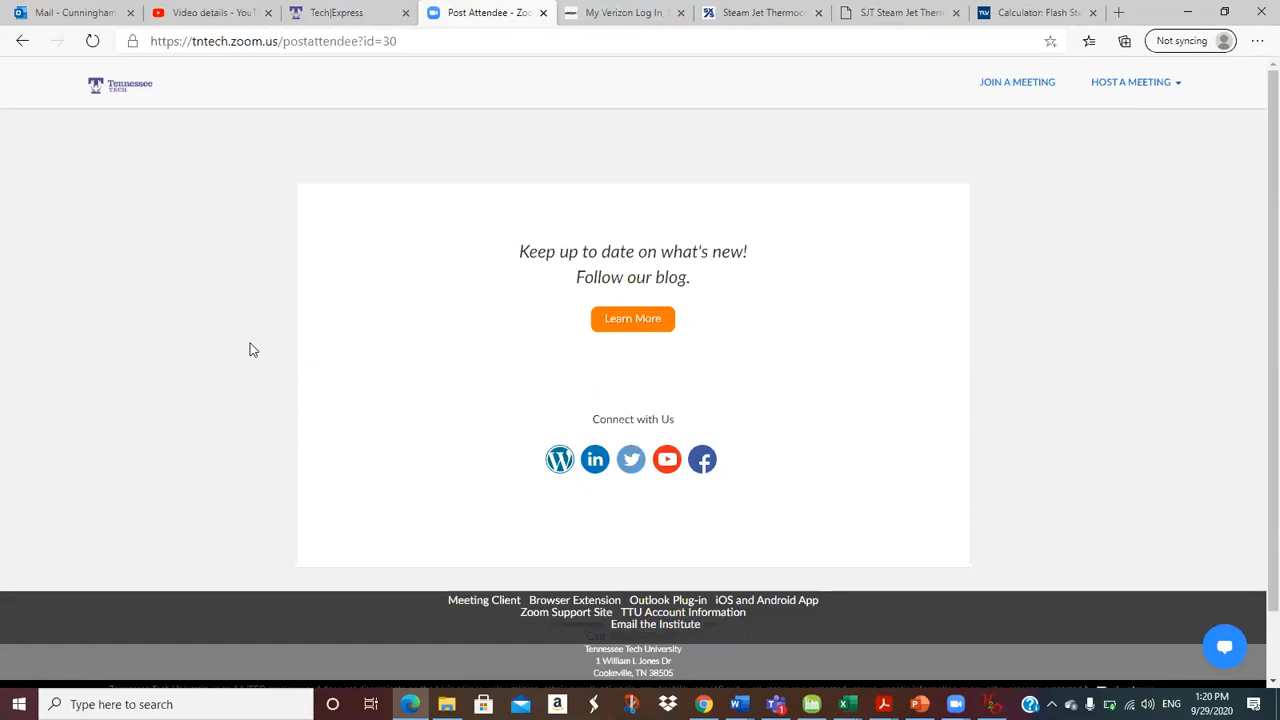 Mail - Cunningham
Video details - YouT
Tech|Express
Post Attendee - Zoo
My Verizon Log In,
Steam Jet Thermoc
SJT Steam Jet Therm
Calculator: Flash Ste
https://tntech.zoom.us/postattendee?id=30
Not syncing
Tennessee
TECH
JOIN A MEETING
HOST A MEETING
Keep up to date on what's new!
Follow our blog.
Learn More
Connect with Us
Meeting Client Browser Extension Outlook Plug-in iOS and Android App
Zoom Support Site TTU Account Information
Email the Institute
Call:
Tennessee Tech University
1 William L Jones Dr
Cookeville, TN 38505
Type here to search
ENG
1:20 PM
9/29/2020